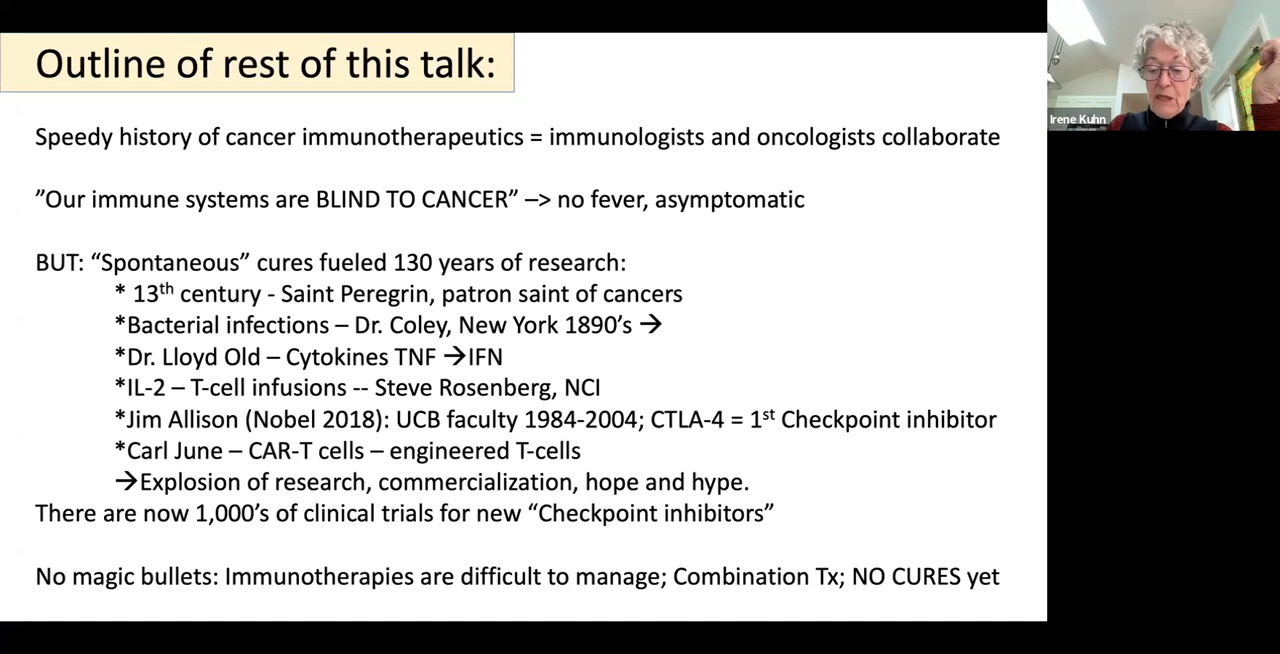 Outline of rest of this talk:
Irene Kuhn
Speedy history of cancer immunotherapeutics = immunologists and oncologists collaborate
”Our immune systems are BLIND TO CANCER” –> no fever, asymptomatic
BUT: “Spontaneous” cures fueled 130 years of research:
* 13th century - Saint Peregrin, patron saint of cancers
*Bacterial infections – Dr. Coley, New York 1890’s →
*Dr. Lloyd Old – Cytokines TNF →IFN
*IL-2 – T-cell infusions -- Steve Rosenberg, NCI
*Jim Allison (Nobel 2018): UCB faculty 1984-2004; CTLA-4 = 1st Checkpoint inhibitor
*Carl June – CAR-T cells – engineered T-cells
→Explosion of research, commercialization, hope and hype.
There are now 1,000’s of clinical trials for new “Checkpoint inhibitors”
No magic bullets: Immunotherapies are difficult to manage; Combination Tx; NO CURES yet